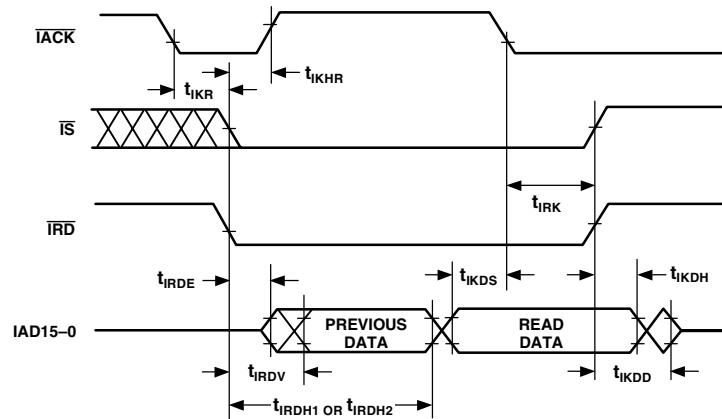 IACK
tIKR
tIKHR
IS
tIRK
IRD
tIRDE
tIKDS
tIKDH
IAD15–0
PREVIOUS
DATA
READ
DATA
tIRDV
tIKDD
tIRDH1 OR tIRDH2